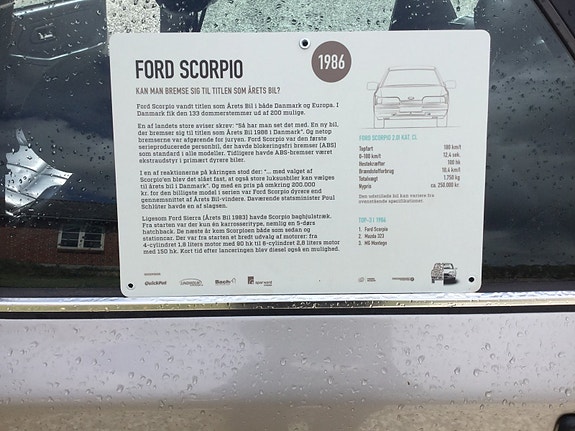 FORD SCORPIO
1986
KAN MAN BREMSE SIG TIL TITLEN SOM ÅRETS BIL?
Ford Scorpio vandt titlen som Årets Bil i både Danmark og Europa. I
Danmark fik den 133 dommerstemmer ud af 200 mulige.
En af landets store aviser skrev: "Så har man set det med. En ny bil,
der bremser sig til titlen som Årets Bil 1986 i Danmark". Og netop
bremserne var afgørende for juryen. Ford Scorpio var den første
serieproducerede personbil, der havde blokeringsfri bremser (ABS)
som standard i alle modeller. Tidligere havde ABS-bremser været
ekstraudstyr i primært dyrere biler.
I en af reaktionerne på kåringen stod der: "... med valget af
Scorpio'en blev det slået fast, at også store luksusbiler kan vælges
til årets bil i Danmark". Og med en pris på omkring 200.000
kr. for den billigste model var en Ford Scorpio dyrere end
gennemsnittet af Årets Bil-vindere. Daværende statsminister Poul
Schlüter havde en af slagsen.
Ligesom Ford Sierra (Årets Bil 1983) havde Scorpio baghjulstræk.
Fra starten var der kun én karrosseritype, nemlig en 5-dørs
hatchback. De næste år kom Scorpioen både som sedan og
stationcar. Der var fra starten et bredt udvalg af motorer: fra
4-cylindret 1,8 liters motor med 90 hk til 6-cylindret 2,8 liters motor
med 150 hk. Kort tid efter lanceringen blev diesel også en mulighed.
FORD SCORPIO 2.0I KAT. CL
Topfart 180 km/t
0-100 km/t 12,4 sek.
Hestekræfter 100 hk
Brændstofforbrug 10,4 km/t
Totalvægt 1.750 kg
Nypris ca. 250.000 kr
Den udstillede bil kan variere fra
ovenstående specifikationer
TOP-3 I 1986
1. Ford Scorpio
2. Mazda 323
3. MG Montego
QuickPot
Bach